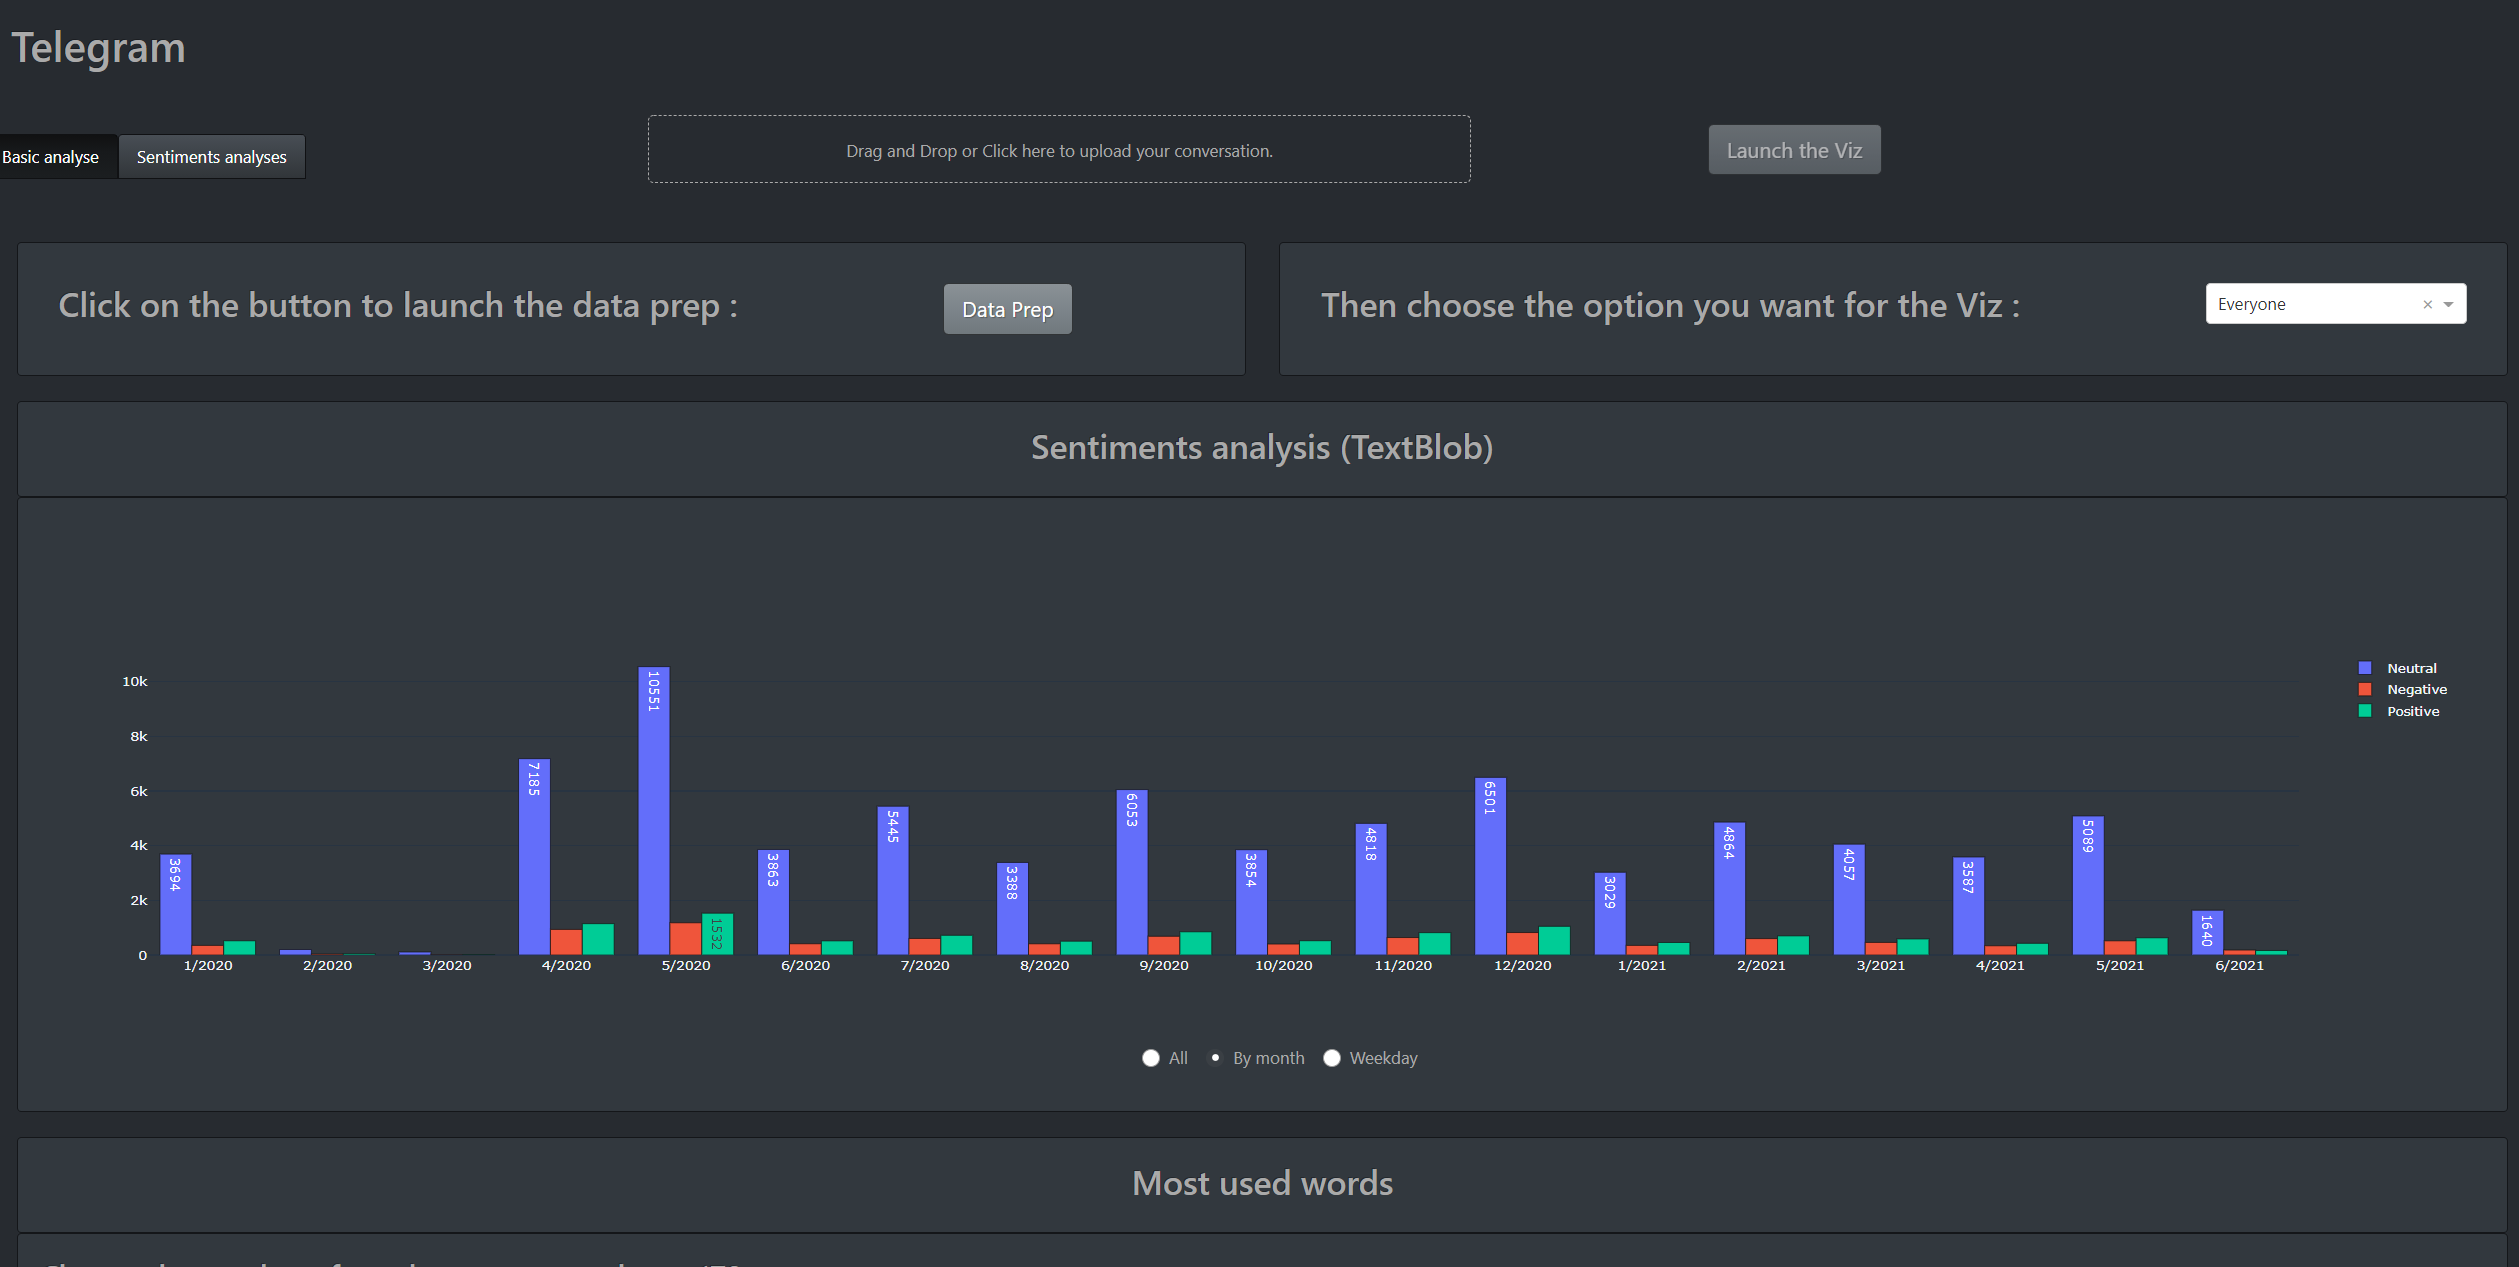 Telegram
Basic analyse
Sentiments analyses
Drag and Drop or Click here to upload your conversation.
Launch the Viz
Click on the button to launch the data prep :
Data Prep
Then choose the option you want for the Viz :
Everyone
Sentiments analysis (TextBlob)
10k
8k
6k
4k
2k
0
3694
7185
10551
1532
3863
5445
3388
6053
3854
4818
6501
3029
4864
4057
3587
5089
1640
1/2020
2/2020
3/2020
4/2020
5/2020
6/2020
7/2020
8/2020
9/2020
10/2020
11/2020
12/2020
1/2021
2/2021
3/2021
4/2021
5/2021
6/2021
Neutral
Negative
Positive
All
By month
Weekday
Most used words